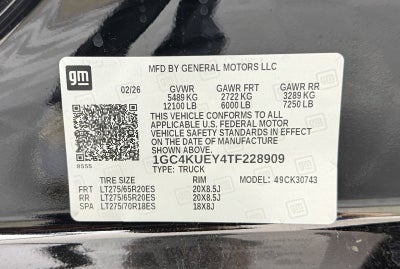 gm
MFD BY GENERAL MOTORS LLC
02/26 GVWR GAWR FRT GAWR RR
5489 KG 2722 KG 3289 KG
12100 LB 6000 LB 7250 LB
THIS VEHICLE CONFORMS TO ALL
APPLICABLE U.S. FEDERAL MOTOR
VEHICLE SAFETY STANDARDS IN EFFECT
ON THE DATE OF MANUFACTURE SHOWN ABOVE.
1GC4KUEY4TF228909
8555 TYPE: TRUCK
TIRE SIZE RIM MODEL: 49CK30743
FRT LT275/65R20ES 20X8.5J
RR LT275/65R20ES 20X8.5J
SPA LT275/70R18ES 18X8J